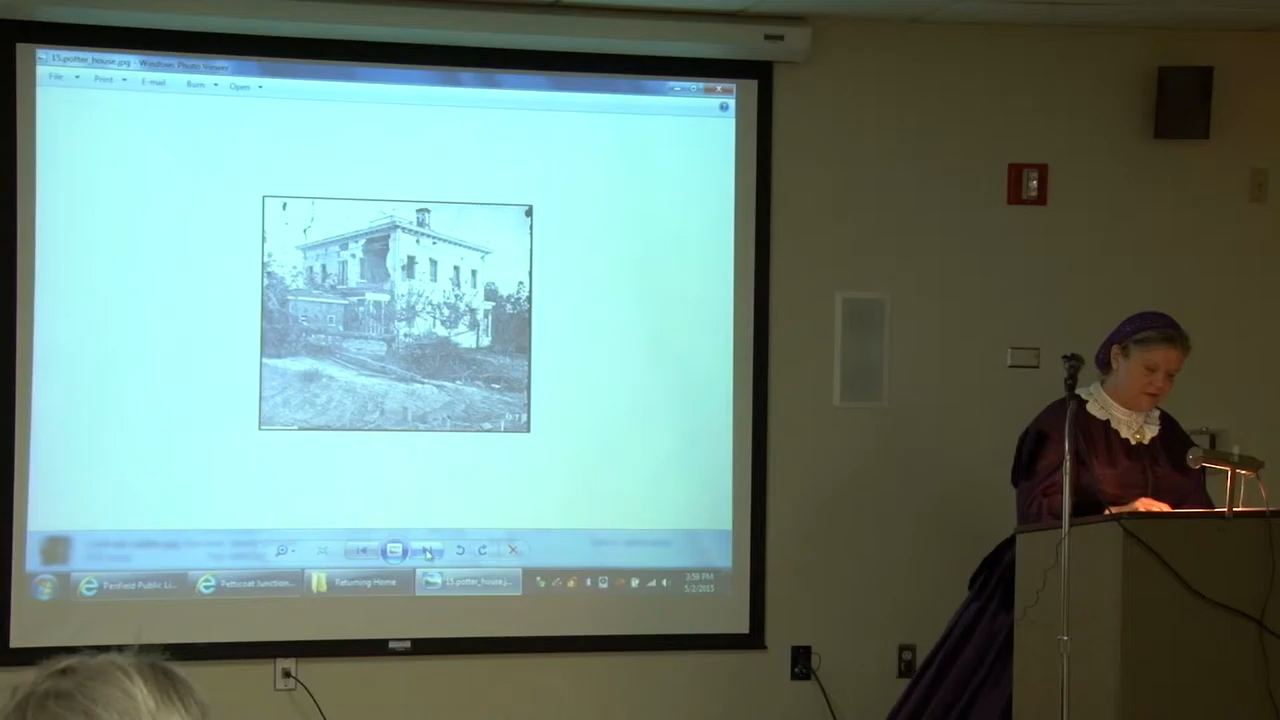 15.potter_house.jpg - Windows Photo Viewer
File Print E-mail Burn Open
Penfield Public Li...
Petticoat Junction...
Returning Home
15.potter_house.j...
3:59 PM
5/2/2015